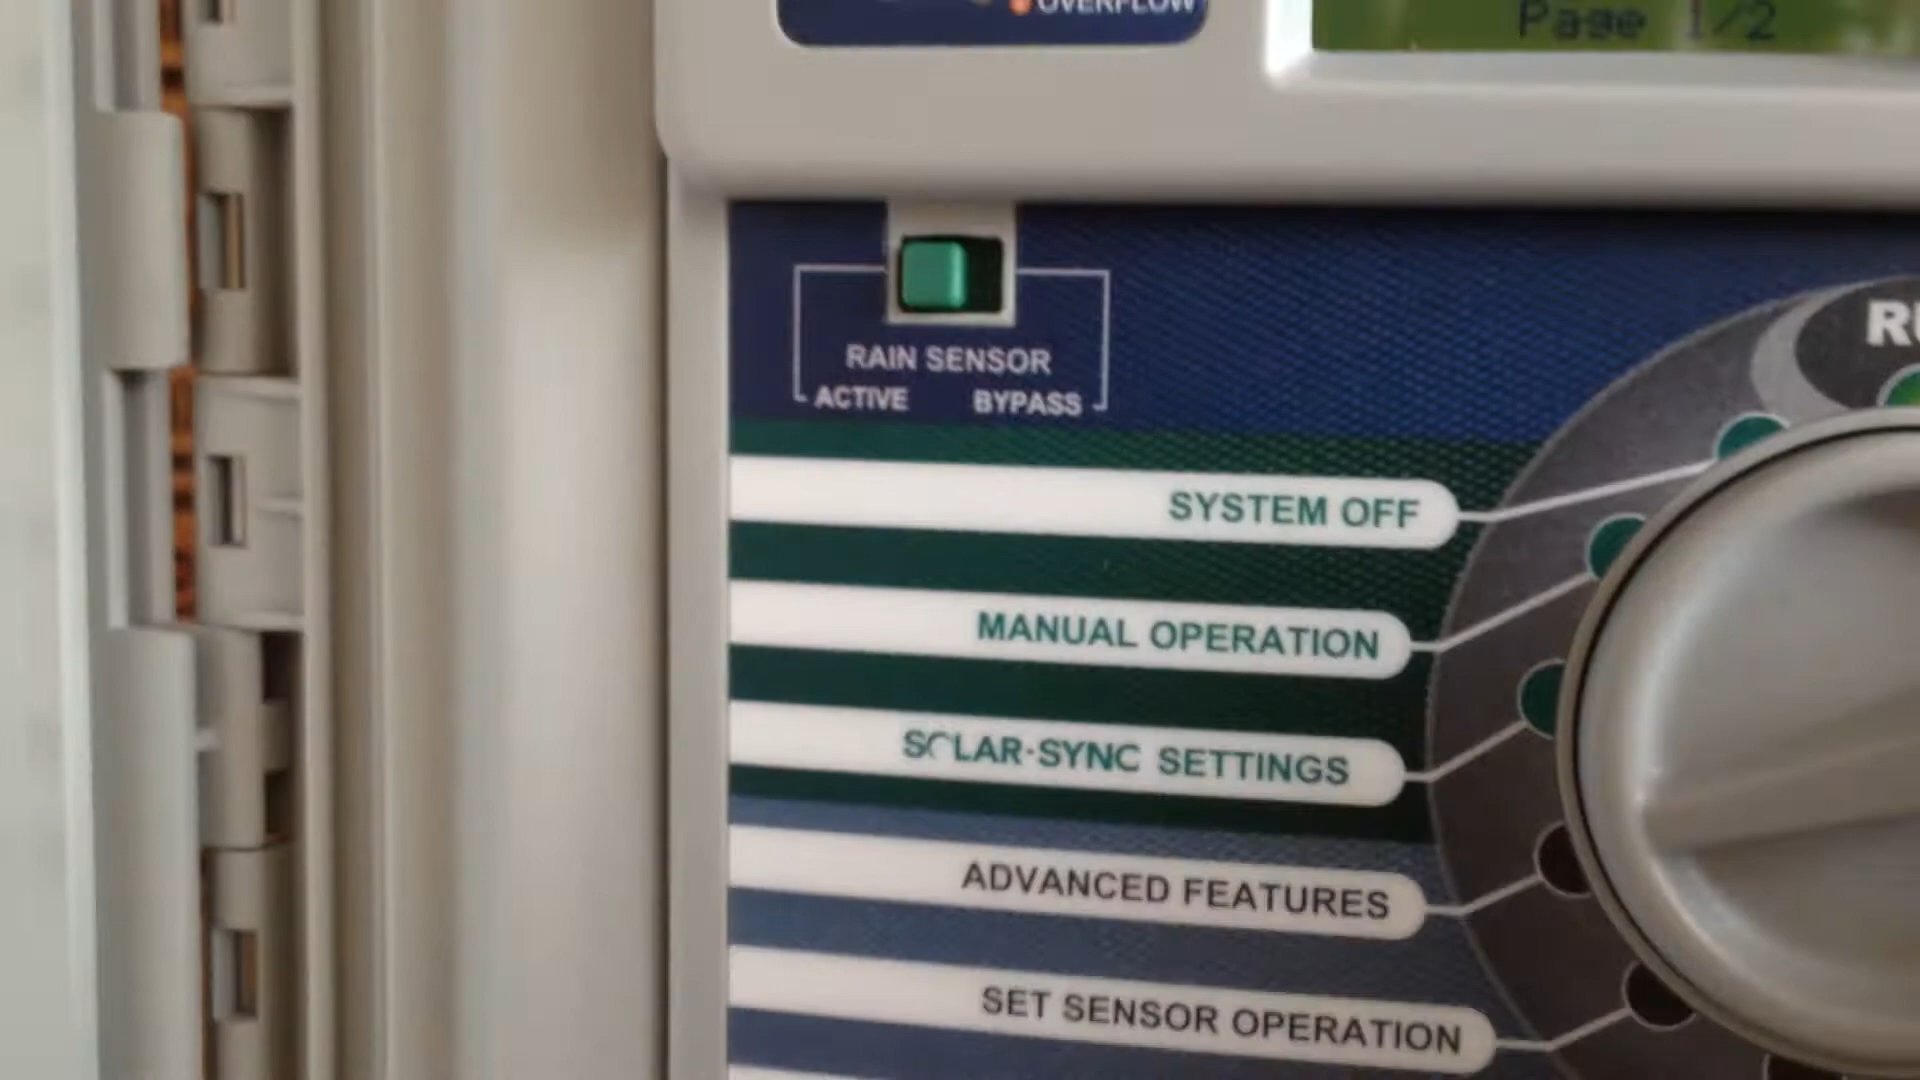 OVERFLOW
Page 1/2
RAIN SENSOR
ACTIVE BYPASS
SYSTEM OFF
MANUAL OPERATION
SOLAR-SYNC SETTINGS
ADVANCED FEATURES
SET SENSOR OPERATION